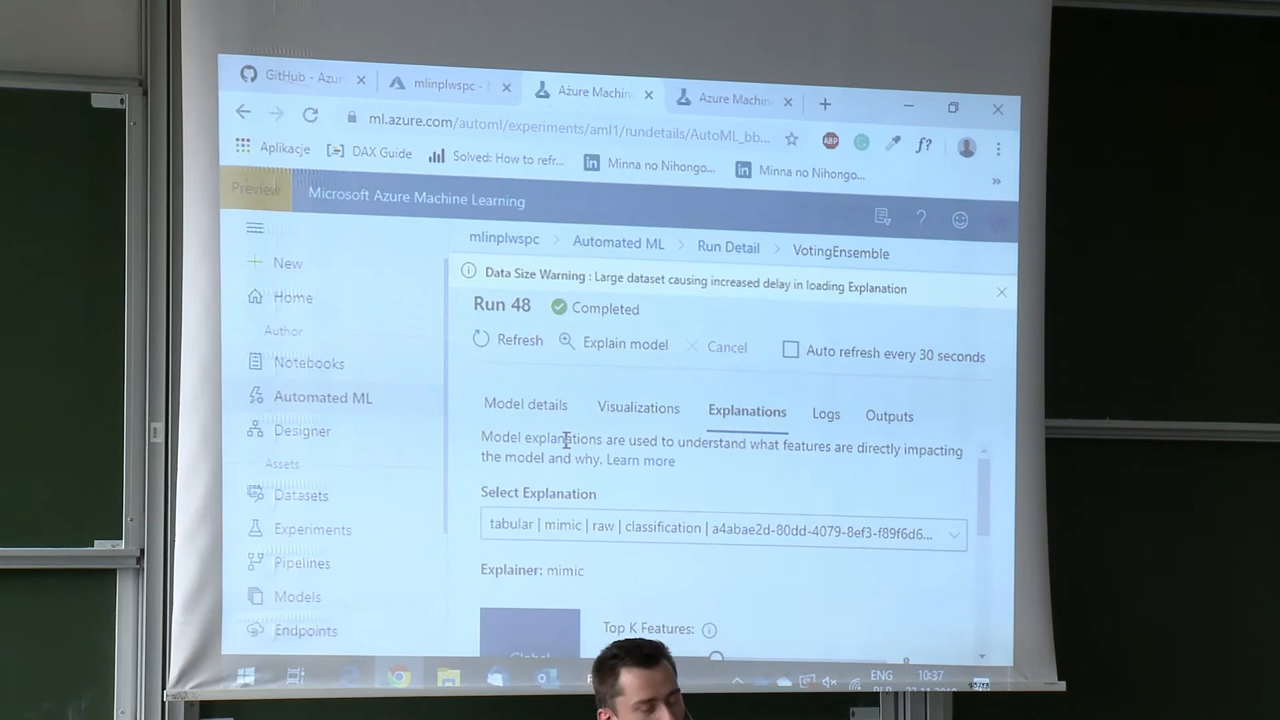 GitHub - Azur
mlinplwspc -
Azure Machin
Azure Machin
ml.azure.com/automl/experiments/aml1/rundetails/AutoML_bb...
ABP
f?
Aplikacje
DAX Guide
Solved: How to refr...
Minna no Nihongo...
Minna no Nihongo...
Preview
Microsoft Azure Machine Learning
mlinplwspc > Automated ML > Run Detail > VotingEnsemble
Data Size Warning : Large dataset causing increased delay in loading Explanation
Run 48
Completed
Refresh
Explain model
Cancel
Auto refresh every 30 seconds
New
Home
Author
Notebooks
Automated ML
Designer
Assets
Datasets
Experiments
Pipelines
Models
Endpoints
Model details
Visualizations
Explanations
Logs
Outputs
Model explanations are used to understand what features are directly impacting
the model and why. Learn more
Select Explanation
tabular | mimic | raw | classification | a4abae2d-80dd-4079-8ef3-f89f6d6...
Explainer: mimic
Global
Top K Features:
ENG
10:37